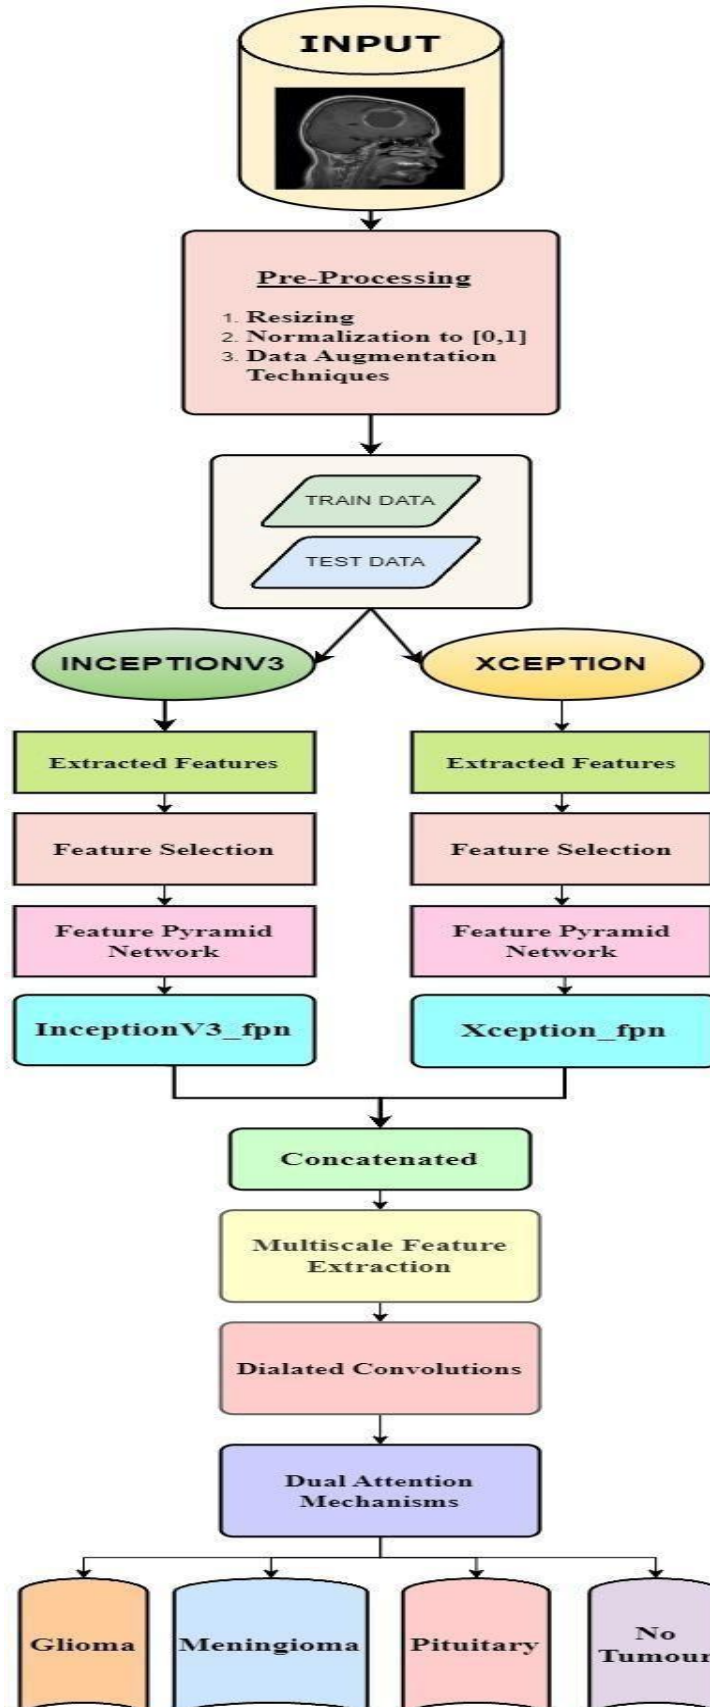 INPUT
Pre-Processing
1. Resizing
2. Normalization to [0,1]
3. Data Augmentation
Techniques
TRAIN DATA
TEST DATA
INCEPTIONV3
XCEPTION
Extracted Features
Extracted Features
Feature Selection
Feature Selection
Feature Pyramid
Network
Feature Pyramid
Network
InceptionV3_fpn
Xception_fpn
Concatenated
Multiscale Feature
Extraction
Dialated Convolutions
Dual Attention
Mechanisms
Glioma
Meningioma
Pituitary
No
Tumour